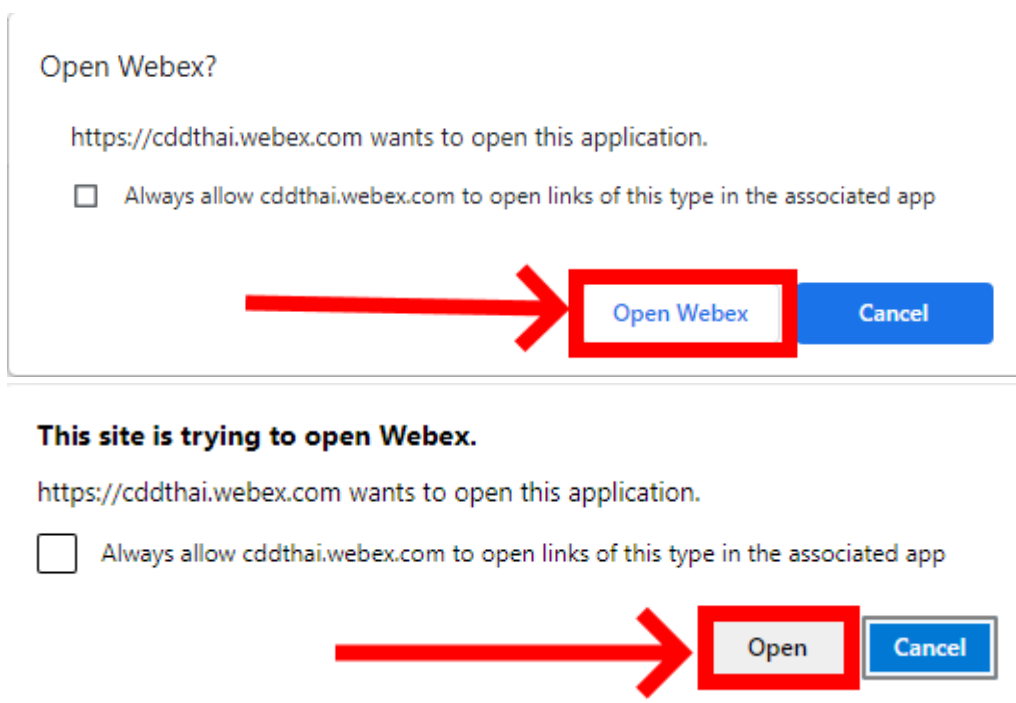 Open Webex?
https://cddthai.webex.com wants to open this application.
Always allow cddthai.webex.com to open links of this type in the associated app
Open Webex
Cancel
This site is trying to open Webex.
https://cddthai.webex.com wants to open this application.
Always allow cddthai.webex.com to open links of this type in the associated app
Open
Cancel